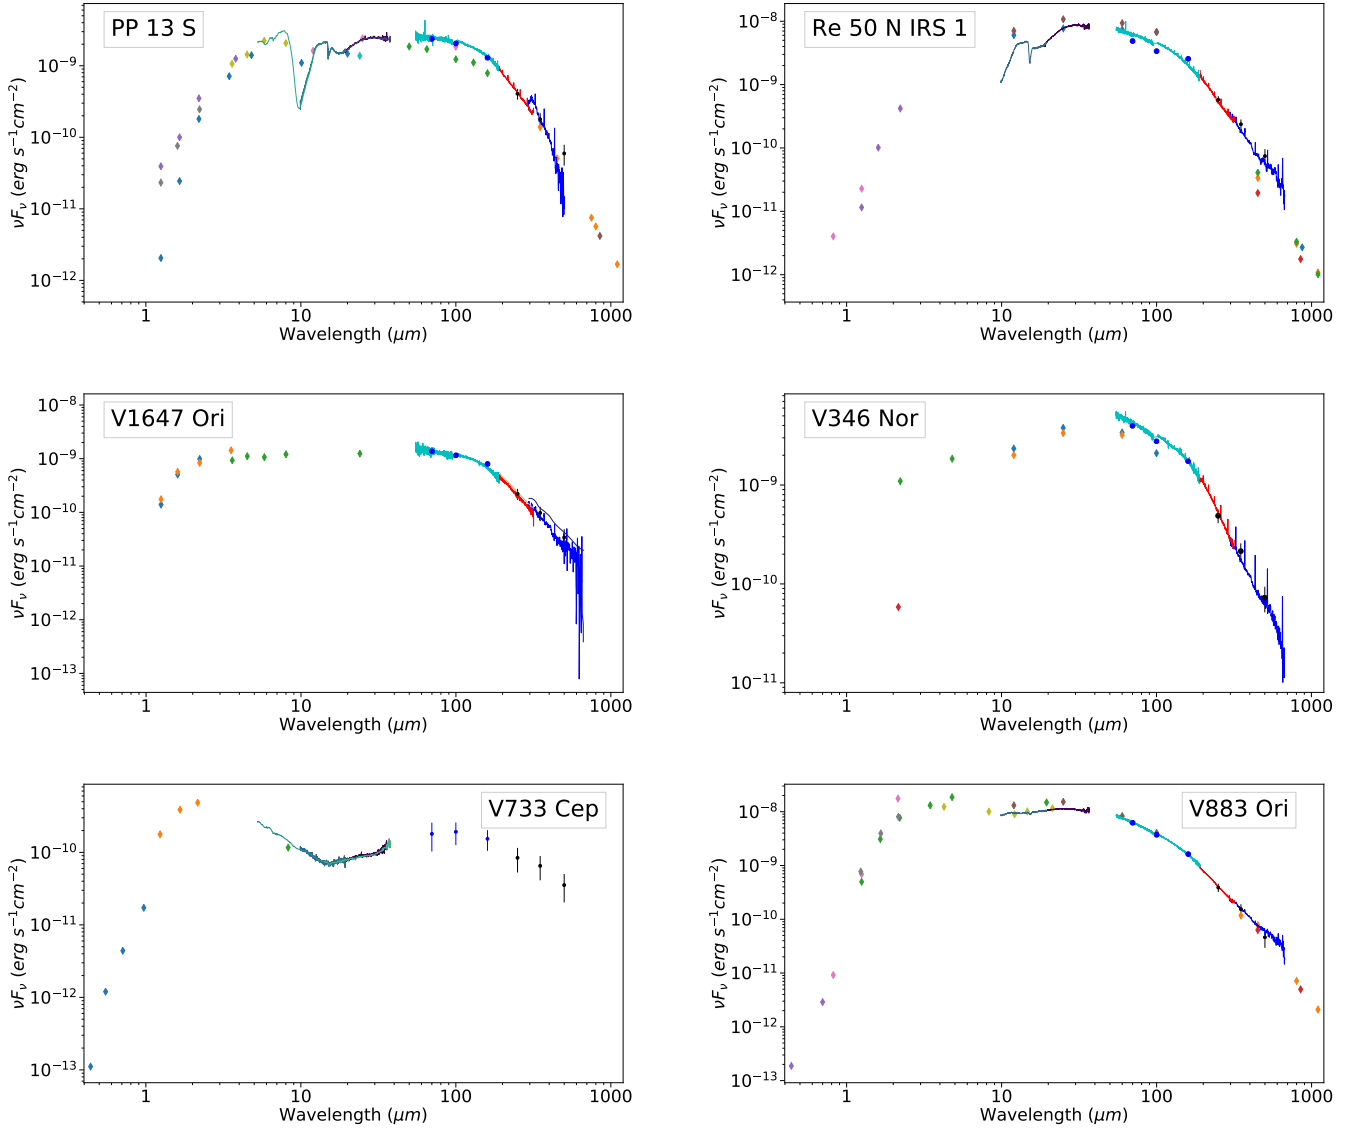 PP 13 S
10⁻⁹
10⁻¹⁰
10⁻¹¹
10⁻¹²
νFν (erg s⁻¹cm⁻²)
1 10 100 1000
Wavelength (μm)
Re 50 N IRS 1
10⁻⁸
10⁻⁹
10⁻¹⁰
10⁻¹¹
10⁻¹²
νFν (erg s⁻¹cm⁻²)
1 10 100 1000
Wavelength (μm)
V1647 Ori
10⁻⁸
10⁻⁹
10⁻¹⁰
10⁻¹¹
10⁻¹²
10⁻¹³
νFν (erg s⁻¹cm⁻²)
1 10 100 1000
Wavelength (μm)
V346 Nor
10⁻⁹
10⁻¹⁰
10⁻¹¹
νFν (erg s⁻¹cm⁻²)
1 10 100 1000
Wavelength (μm)
V733 Cep
10⁻¹⁰
10⁻¹¹
10⁻¹²
10⁻¹³
νFν (erg s⁻¹cm⁻²)
1 10 100 1000
Wavelength (μm)
V883 Ori
10⁻⁸
10⁻⁹
10⁻¹⁰
10⁻¹¹
10⁻¹²
10⁻¹³
νFν (erg s⁻¹cm⁻²)
1 10 100 1000
Wavelength (μm)